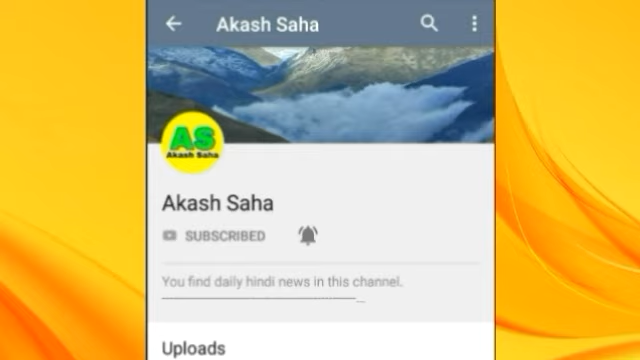 Akash Saha
AS
Akash Saha
Akash Saha
SUBSCRIBED
You find daily hindi news in this channel.
Uploads